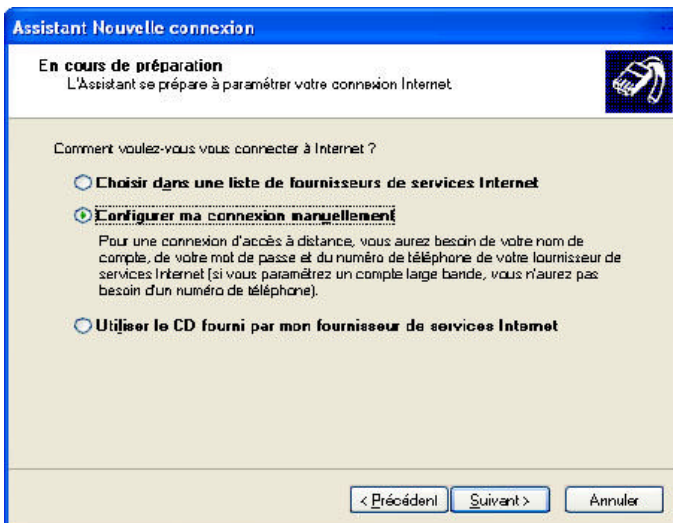 Assistant Nouvelle connexion
En cours de préparation
L'Assistant se prépare à paramétrer votre connexion Internet
Comment voulez-vous vous connecter à Internet ?
Choisir dans une liste de fournisseurs de services Internet
Configurer ma connexion manuellement
Pour une connexion d'accès à distance, vous aurez besoin de votre nom de
compte, de votre mot de passe et du numéro de téléphone de votre fournisseur de
services Internet (si vous paramétrez un compte large bande, vous n'aurez pas
besoin d'un numéro de téléphone).
Utiliser le CD fourni par mon fournisseur de services Internet
< Précédent
Suivant >
Annuler